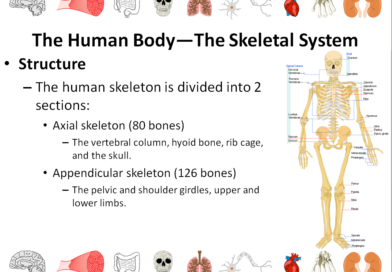 The Human Body—The Skeletal System
• Structure
– The human skeleton is divided into 2
sections:
• Axial skeleton (80 bones)
– The vertebral column, hyoid bone, rib cage,
and the skull.
• Appendicular skeleton (126 bones)
– The pelvic and shoulder girdles, upper and
lower limbs.